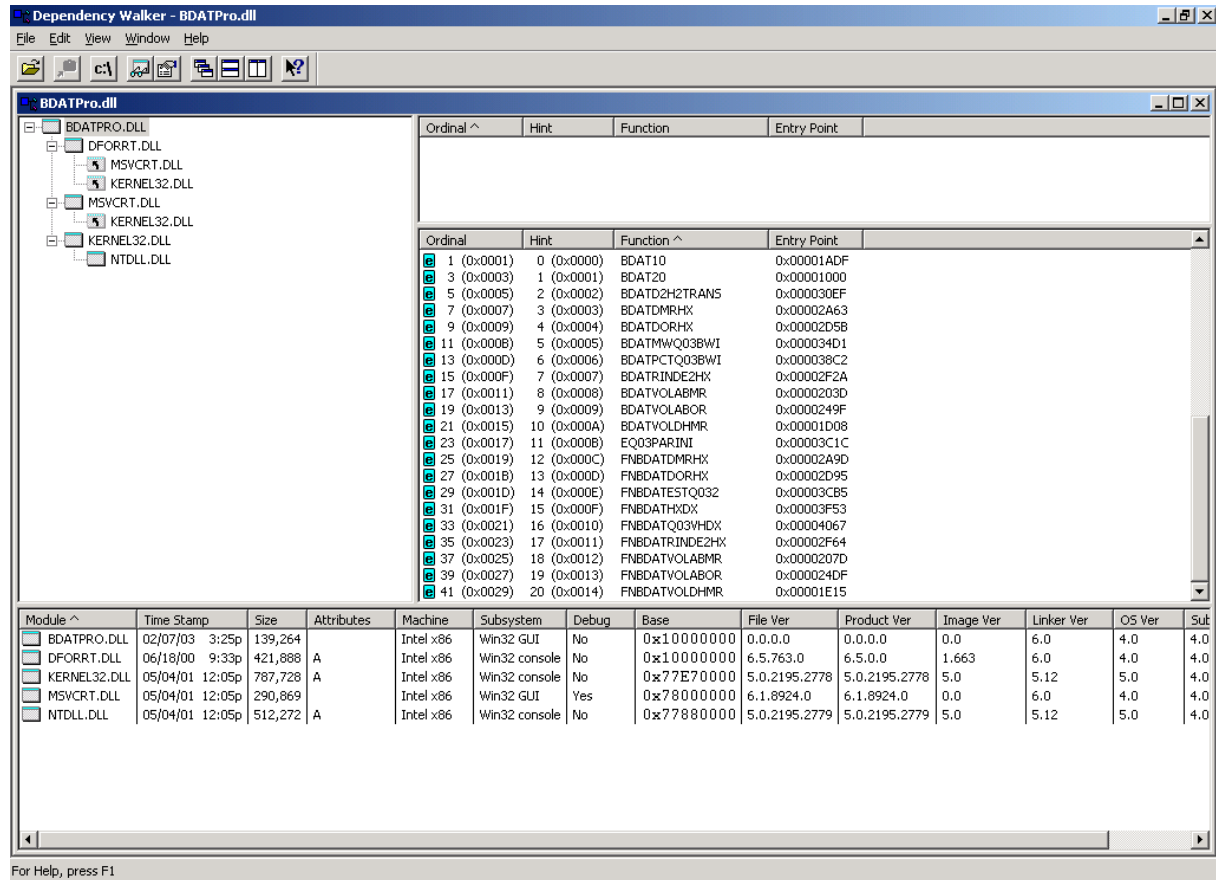 Dependency Walker - BDATPro.dll
File Edit View Window Help
c:\
BDATPro.dll
BDATPRO.DLL
DFORRT.DLL
MSVCRT.DLL
KERNEL32.DLL
MSVCRT.DLL
KERNEL32.DLL
KERNEL32.DLL
NTDLL.DLL
Ordinal ^ Hint Function Entry Point
Ordinal Hint Function ^ Entry Point
1 (0x0001) 0 (0x0000) BDAT10 0x00001ADF
3 (0x0003) 1 (0x0001) BDAT20 0x00001000
5 (0x0005) 2 (0x0002) BDATD2H2TRANS 0x000030EF
7 (0x0007) 3 (0x0003) BDATDMRHX 0x00002A63
9 (0x0009) 4 (0x0004) BDATDORHX 0x00002D5B
11 (0x000B) 5 (0x0005) BDATMWQ03BWI 0x000034D1
13 (0x000D) 6 (0x0006) BDATPCTQ03BWI 0x000038C2
15 (0x000F) 7 (0x0007) BDATRINDE2HX 0x00002F2A
17 (0x0011) 8 (0x0008) BDATVOLABMR 0x0000203D
19 (0x0013) 9 (0x0009) BDATVOLABOR 0x0000249F
21 (0x0015) 10 (0x000A) BDATVOLDHMR 0x00001D08
23 (0x0017) 11 (0x000B) EQ03PARINI 0x00003C1C
25 (0x0019) 12 (0x000C) FNBDATDMRHX 0x00002A9D
27 (0x001B) 13 (0x000D) FNBDATDORHX 0x00002D95
29 (0x001D) 14 (0x000E) FNBDATESTQ032 0x00003CB5
31 (0x001F) 15 (0x000F) FNBDATHXDX 0x00003F53
33 (0x0021) 16 (0x0010) FNBDATQ03VHDX 0x00004067
35 (0x0023) 17 (0x0011) FNBDATRINDE2HX 0x00002F64
37 (0x0025) 18 (0x0012) FNBDATVOLABMR 0x0000207D
39 (0x0027) 19 (0x0013) FNBDATVOLABOR 0x000024DF
41 (0x0029) 20 (0x0014) FNBDATVOLDHMR 0x00001E15
Module ^ Time Stamp Size Attributes Machine Subsystem Debug Base File Ver Product Ver Image Ver Linker Ver OS Ver Sub
BDATPRO.DLL 02/07/03 3:25p 139,264 Intel x86 Win32 GUI No 0x10000000 0.0.0.0 0.0.0.0 0.0 6.0 4.0 4.0
DFORRT.DLL 06/18/00 9:33p 421,888 A Intel x86 Win32 console No 0x10000000 6.5.763.0 6.5.0.0 1.663 6.0 4.0 4.0
KERNEL32.DLL 05/04/01 12:05p 787,728 A Intel x86 Win32 console No 0x77E70000 5.0.2195.2778 5.0.2195.2778 5.0 5.12 5.0 4.0
MSVCRT.DLL 05/04/01 12:05p 290,869 Intel x86 Win32 GUI Yes 0x78000000 6.1.8924.0 6.1.8924.0 0.0 6.0 4.0 4.0
NTDLL.DLL 05/04/01 12:05p 512,272 A Intel x86 Win32 console No 0x77880000 5.0.2195.2779 5.0.2195.2779 5.0 5.12 5.0 4.0
For Help, press F1